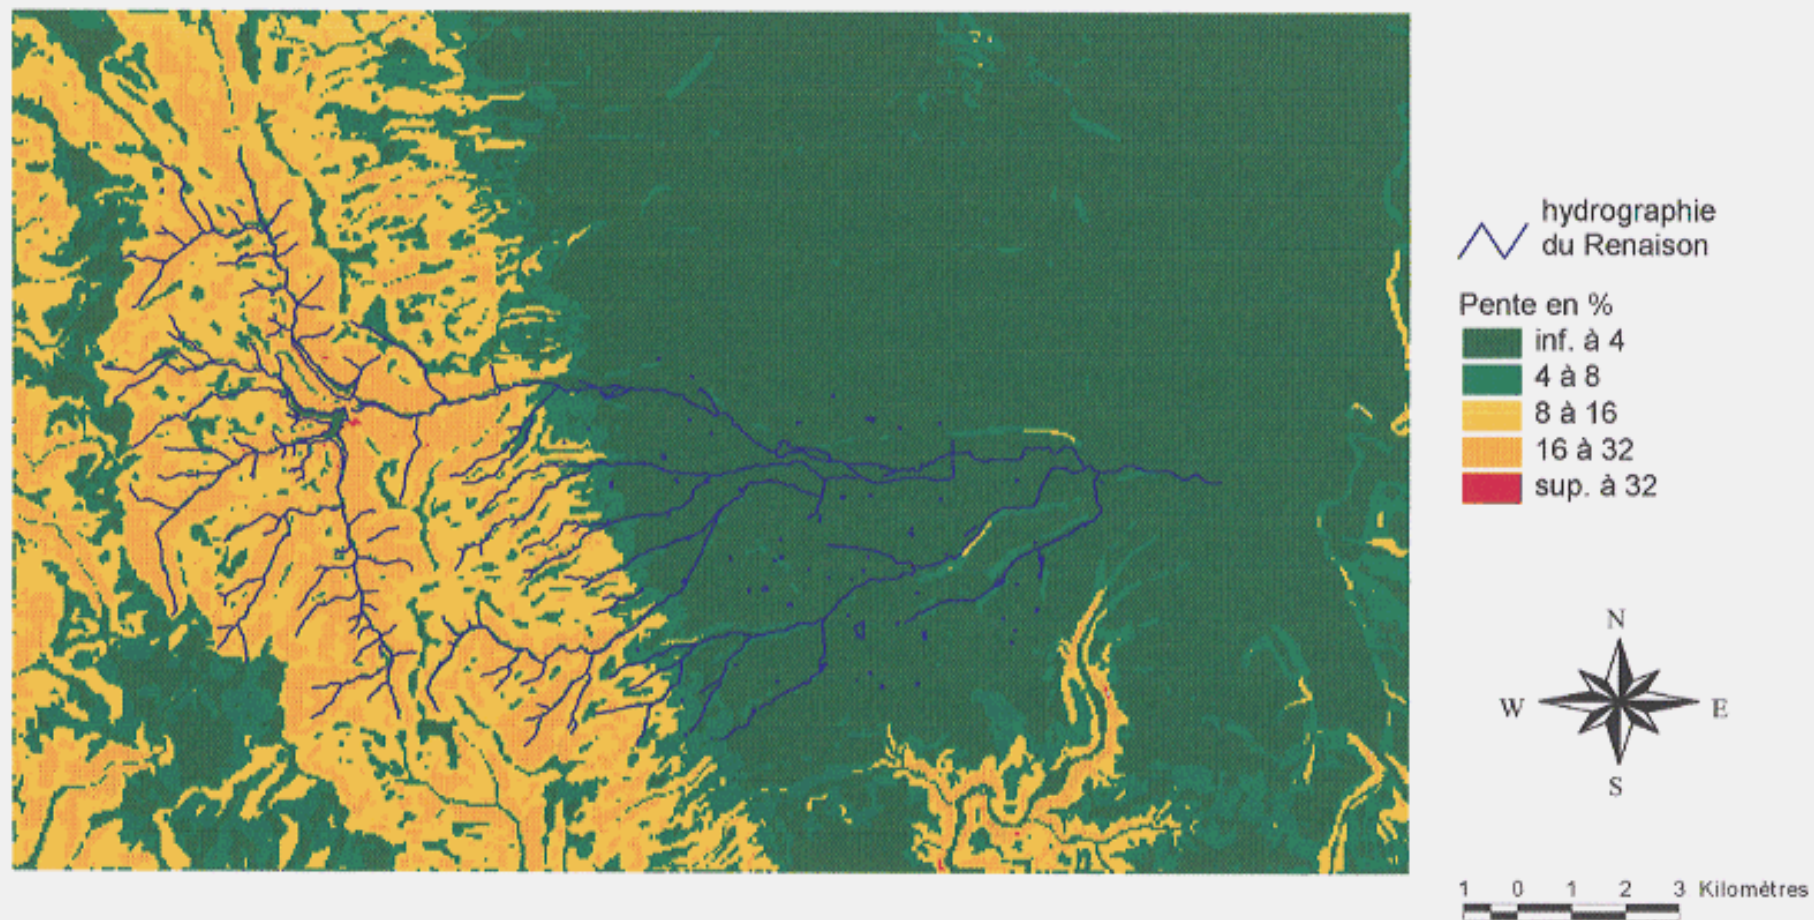 hydrographie
du Renaison
Pente en %
inf. à 4
4 à 8
8 à 16
16 à 32
sup. à 32
N
W E
S
1 0 1 2 3 Kilomètres